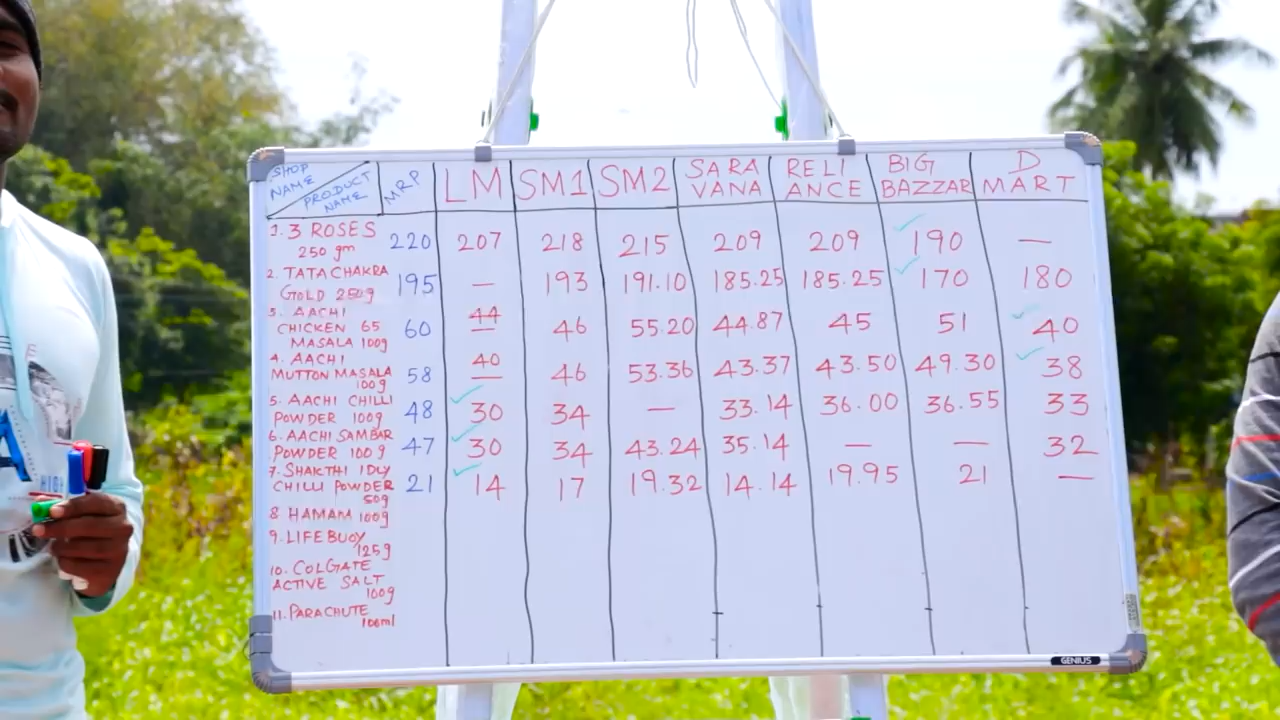 SHOP NAME PRODUCT NAME MRP LM SM1 SM2 SARA VANA RELI ANCE BIG BAZZAR D MART
1. 3 ROSES 250 gm 220 207 218 215 209 209 190 —
2. TATA CHAKRA GOLD 250g 195 — 193 191.10 185.25 185.25 170 180
3. AACHI CHICKEN 65 MASALA 100g 60 44 46 55.20 44.87 45 51 40
4. AACHI MUTTON MASALA 100g 58 40 46 53.36 43.37 43.50 49.30 38
5. AACHI CHILLI POWDER 100g 48 30 34 — 33.14 36.00 36.55 33
6. AACHI SAMBAR POWDER 100g 47 30 34 43.24 35.14 — — 32
7. SHAKTHI IDLY CHILLI POWDER 50g 21 14 17 19.32 14.14 19.95 21 —
8 HAMAM 100g
9. LIFEBUOY 125g
10. COLGATE ACTIVE SALT 100g
11. PARACHUTE 100ml
GENIUS
HIGH